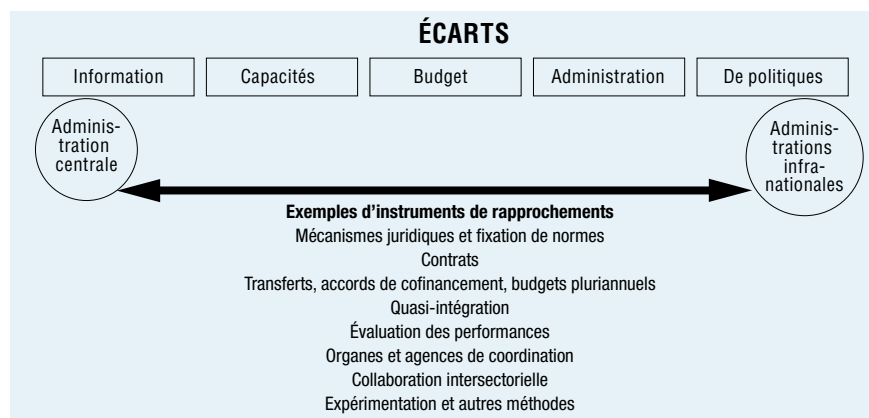 ÉCARTS
Information
Capacités
Budget
Administration
De politiques
Adminis-
tration
centrale
Adminis-
trations
infra-
nationales
Exemples d’instruments de rapprochements
Mécanismes juridiques et fixation de normes
Contrats
Transferts, accords de cofinancement, budgets pluriannuels
Quasi-intégration
Évaluation des performances
Organes et agences de coordination
Collaboration intersectorielle
Expérimentation et autres méthodes